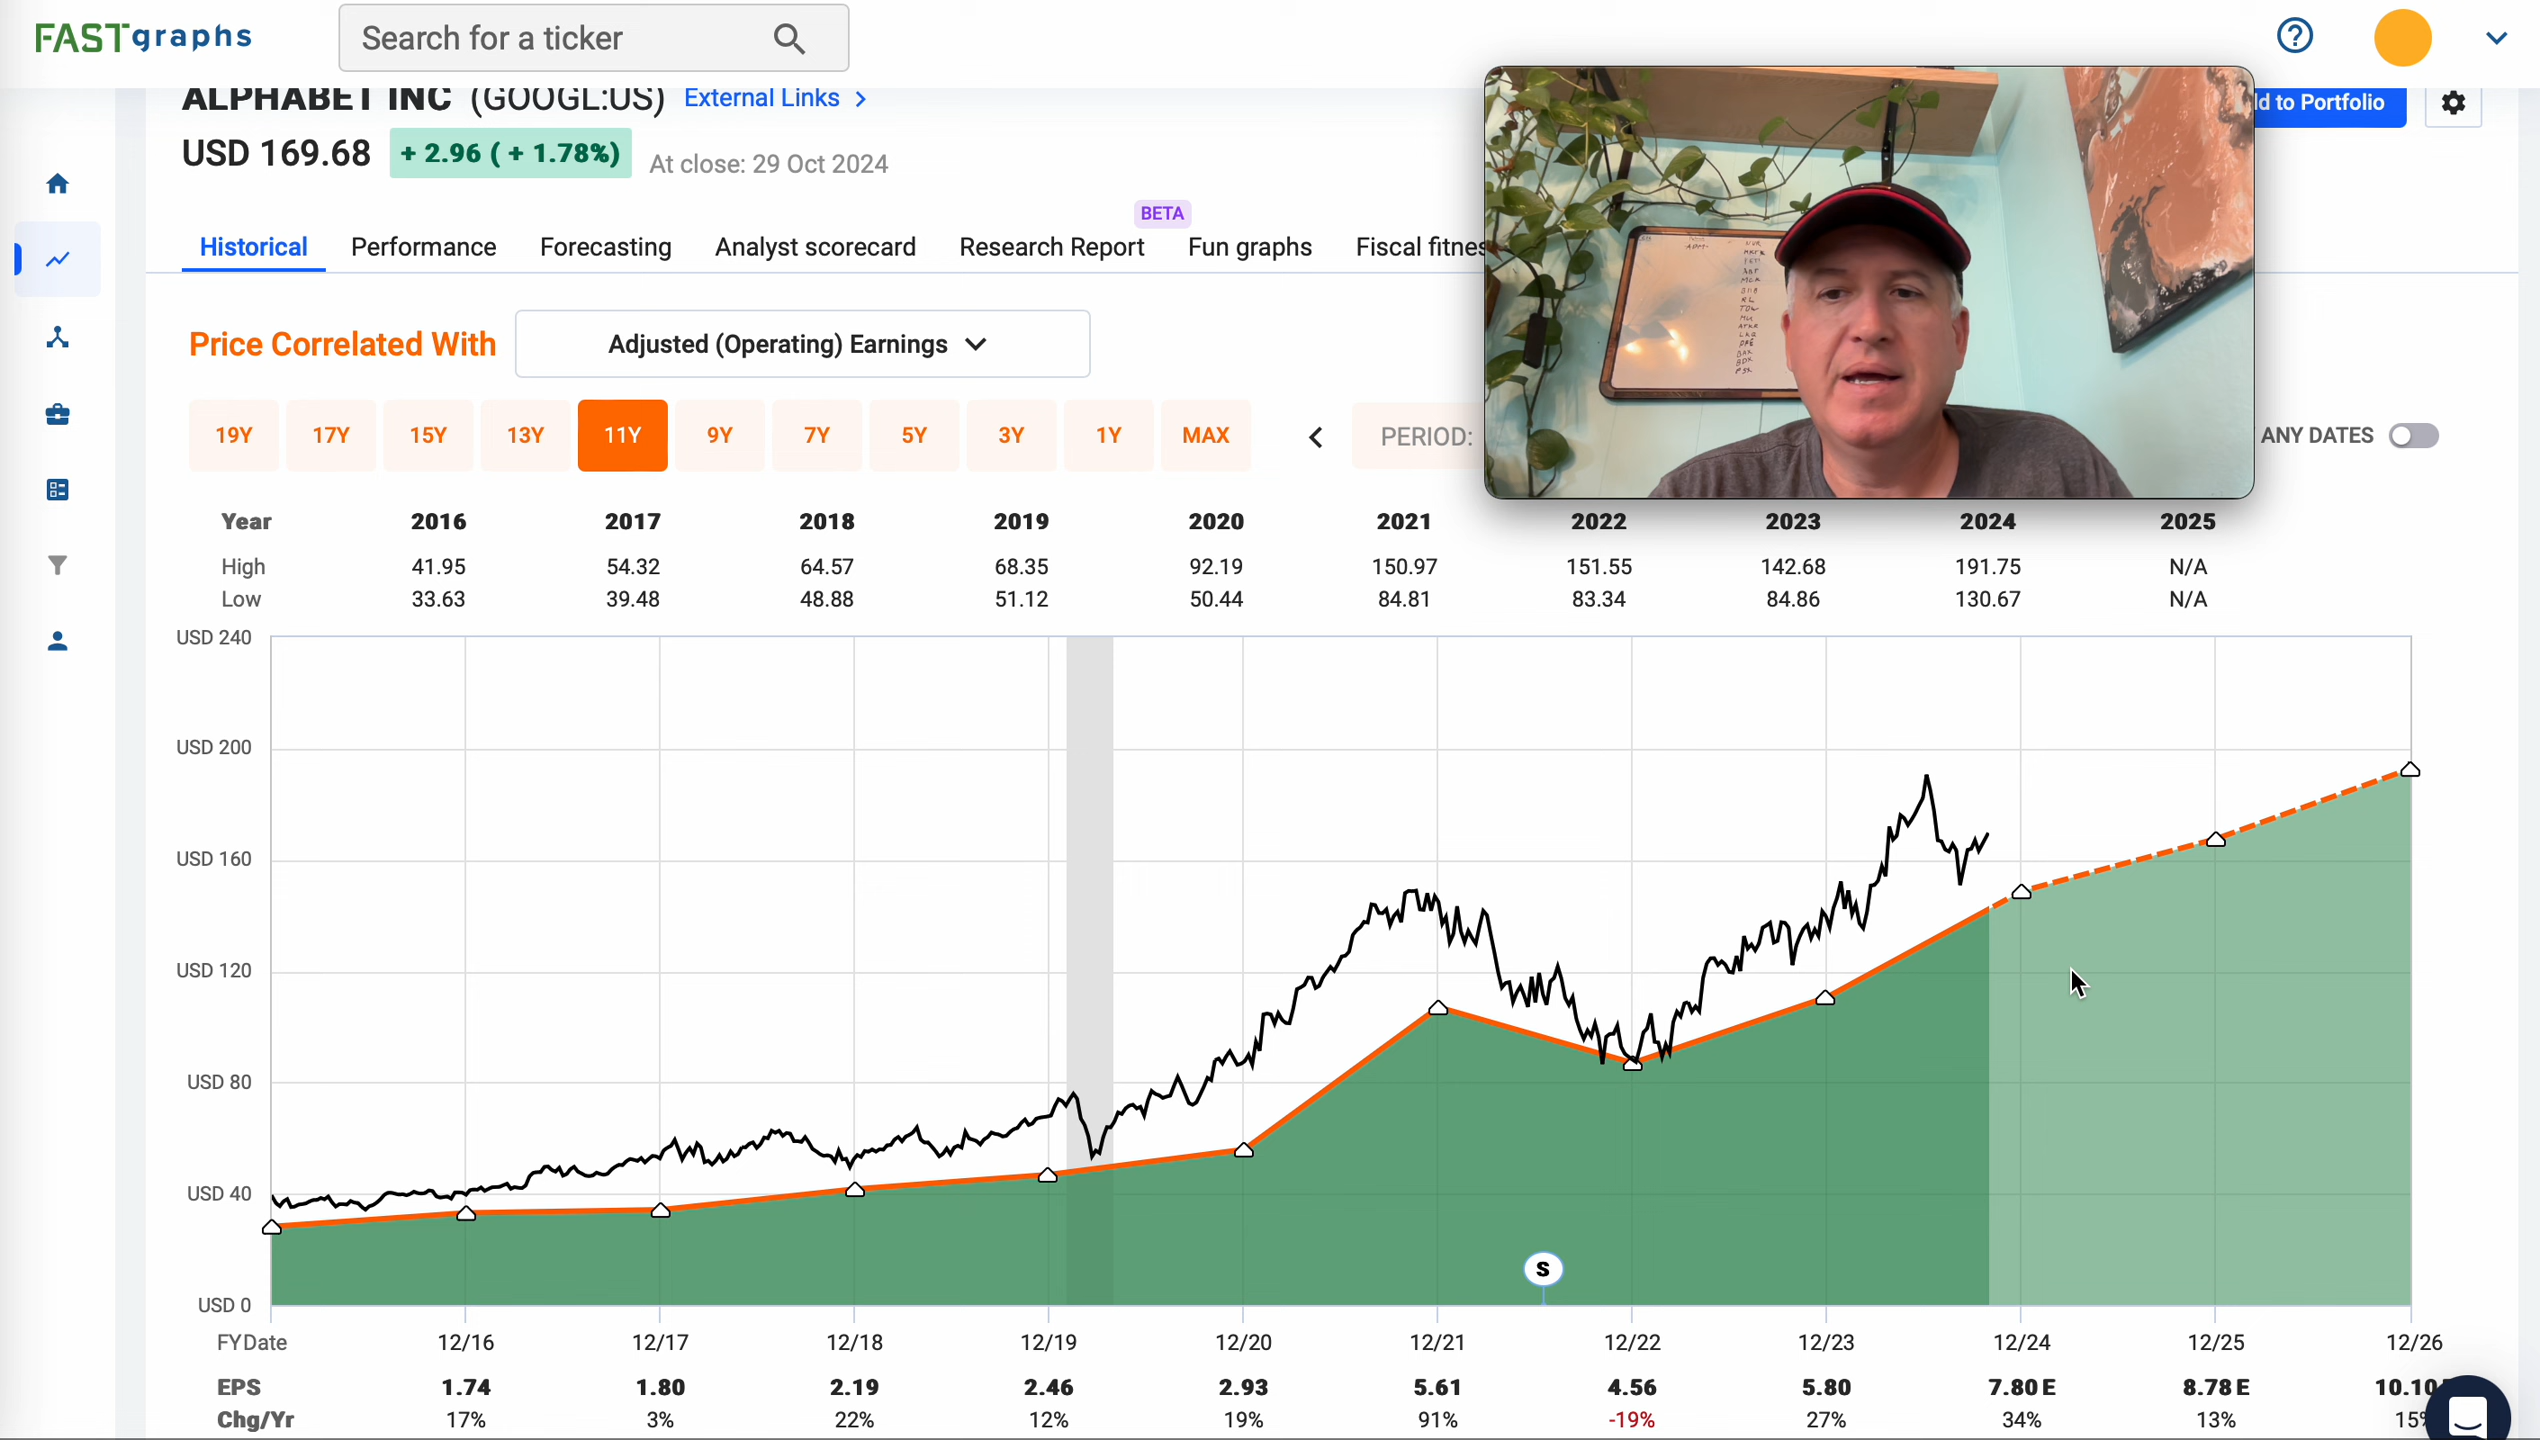 FASTgraphs
Search for a ticker
ALPHABET INC (GOOGL:US) External Links
ld to Portfolio
USD 169.68 + 2.96 ( + 1.78%) At close: 29 Oct 2024
BETA
Historical Performance Forecasting Analyst scorecard Research Report Fun graphs Fiscal fitnes
Price Correlated With Adjusted (Operating) Earnings
19Y 17Y 15Y 13Y 11Y 9Y 7Y 5Y 3Y 1Y MAX PERIOD: ANY DATES
Year 2016 2017 2018 2019 2020 2021 2022 2023 2024 2025
High 41.95 54.32 64.57 68.35 92.19 150.97 151.55 142.68 191.75 N/A
Low 33.63 39.48 48.88 51.12 50.44 84.81 83.34 84.86 130.67 N/A
USD 240
USD 200
USD 160
USD 120
USD 80
USD 40
S
USD 0
FYDate 12/16 12/17 12/18 12/19 12/20 12/21 12/22 12/23 12/24 12/25 12/26
EPS 1.74 1.80 2.19 2.46 2.93 5.61 4.56 5.80 7.80 E 8.78 E 10.10
Chg/Yr 17% 3% 22% 12% 19% 91% -19% 27% 34% 13% 15%